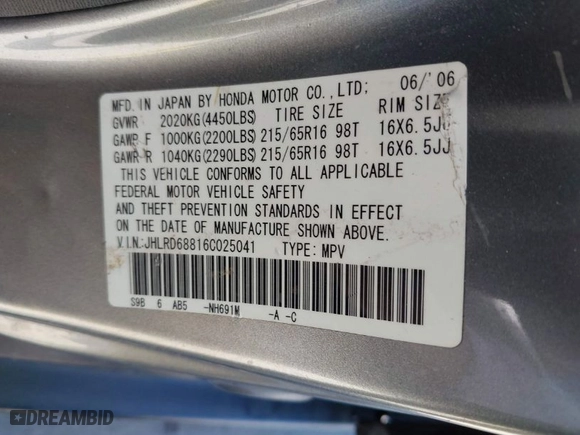 MFD. IN JAPAN BY HONDA MOTOR CO.,LTD; 06/'06
GVWR 2020KG(4450LBS) TIRE SIZE RIM SIZE
GAWR F 1000KG(2200LBS) 215/65R16 98T 16X6.5JJ
GAWR R 1040KG(2290LBS) 215/65R16 98T 16X6.5JJ
THIS VEHICLE CONFORMS TO ALL APPLICABLE
FEDERAL MOTOR VEHICLE SAFETY
AND THEFT PREVENTION STANDARDS IN EFFECT
ON THE DATE OF MANUFACTURE SHOWN ABOVE.
V.I.N.:JHLRD68816C025041 TYPE: MPV
S9B 6 AB5 -NH691M -A -C
DREAMBID